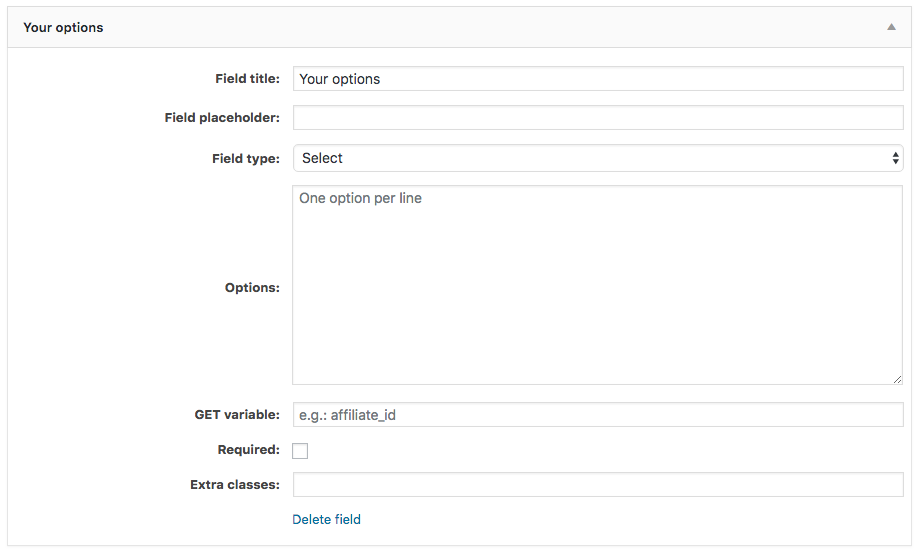 Your options
Field title: Your options
Field placeholder:
Field type: Select
One option per line
Options:
GET variable: e.g.: affiliate_id
Required:
Extra classes:
Delete field